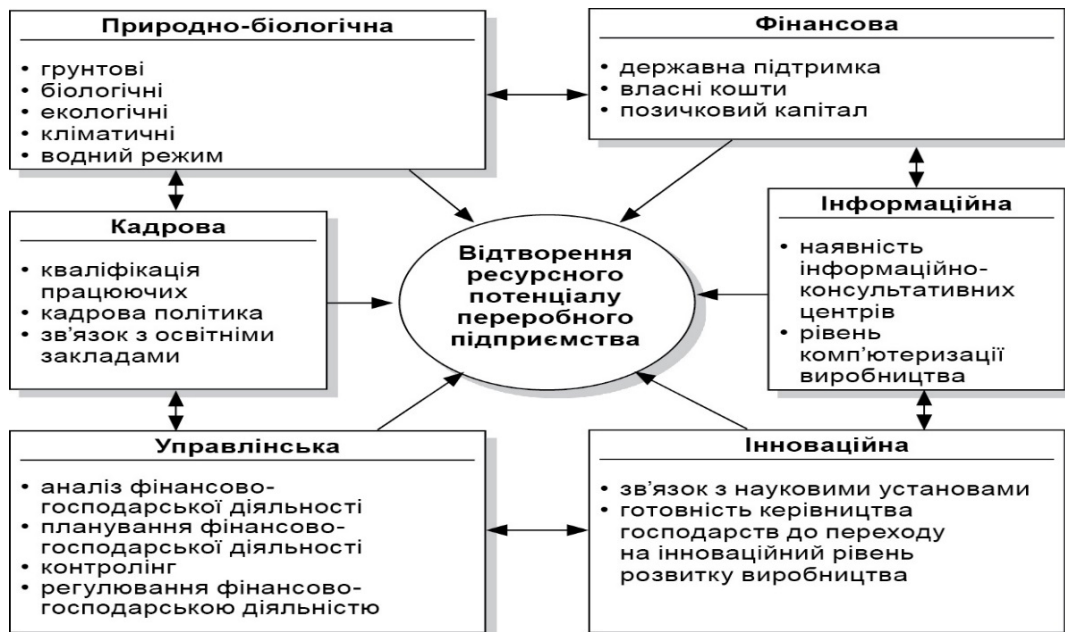 Природно-біологічна
• грунтові
• біологічні
• екологічні
• кліматичні
• водний режим
Фінансова
• державна підтримка
• власні кошти
• позичковий капітал
Кадрова
• кваліфікація
працюючих
• кадрова політика
• зв'язок з освітніми
закладами
Відтворення
ресурсного
потенціалу
переробного
підприємства
Інформаційна
• наявність
інформаційно-
консультативних
центрів
• рівень
комп'ютеризації
виробництва
Управлінська
• аналіз фінансово-
господарської діяльності
• планування фінансово-
господарської діяльності
• контролінг
• регулювання фінансово-
господарською діяльністю
Інноваційна
• зв'язок з науковими установами
• готовність керівництва
господарств до переходу
на інноваційний рівень
розвитку виробництва